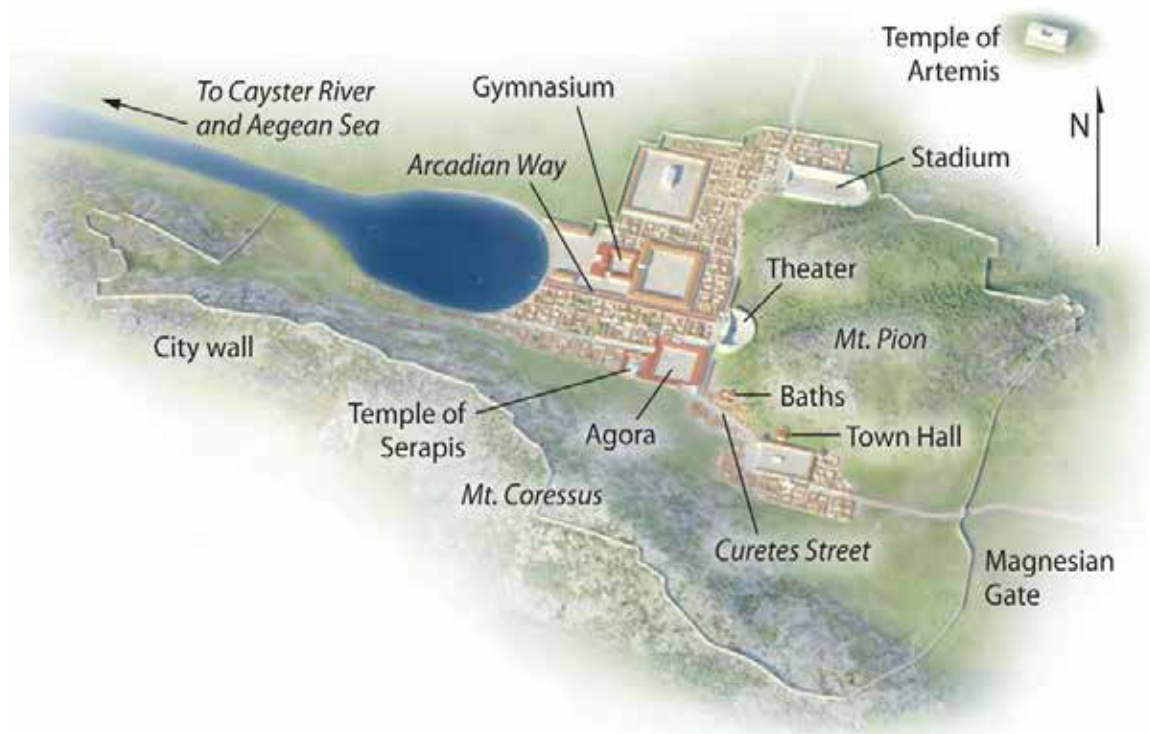 Temple of
Artemis
To Cayster River
and Aegean Sea
Gymnasium
N
Arcadian Way
Stadium
Theater
City wall
Mt. Pion
Temple of
Serapis
Agora
Baths
Town Hall
Mt. Coressus
Curetes Street
Magnesian
Gate